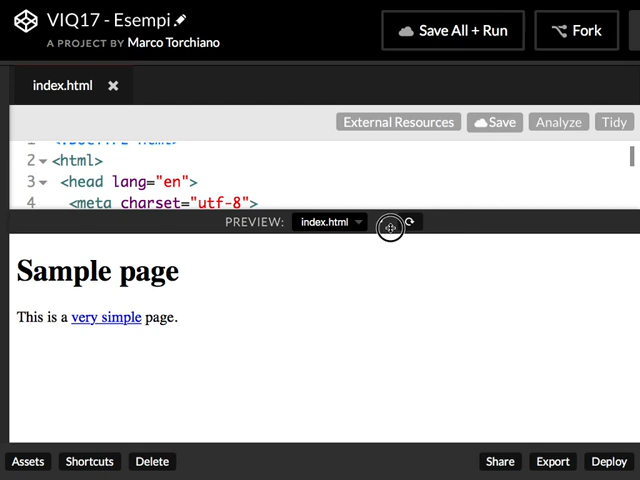 VIQ17 - Esempi
A PROJECT BY Marco Torchiano
Save All + Run
Fork
index.html
External Resources Save Analyze Tidy
2 <html>
3 <head lang="en">
4 <meta charset="utf-8">
PREVIEW: index.html
Sample page
This is a very simple page.
Assets Shortcuts Delete Share Export Deploy